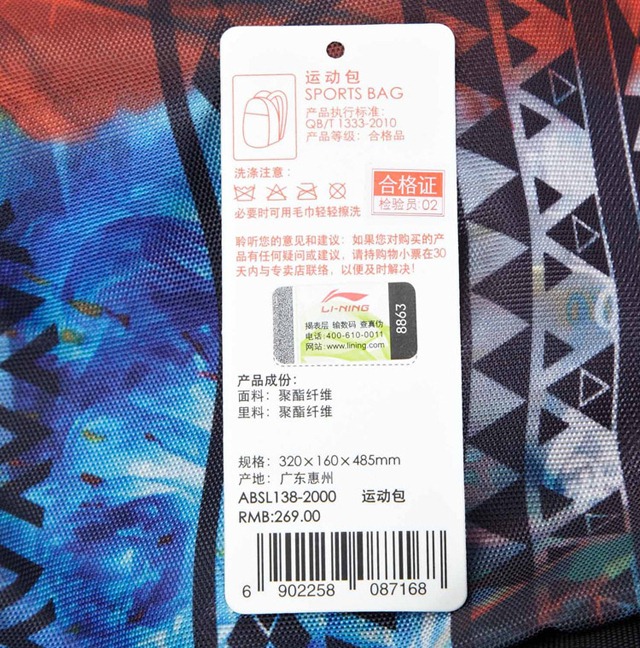 运动包
SPORTS BAG
产品执行标准:
QB/T 1333-2010
产品等级: 合格品
洗涤注意:
必要时可用毛巾轻轻擦洗
合格证
检验员:02
聆听您的意见和建议: 如果您对购买的产
品有任何疑问或建议, 请持购物小票在30
天内与专卖店联络, 以便及时解决!
LI-NING
揭表层 输数码 查真伪
电话:400-610-0011
网站: www.lining.com
8863
产品成份:
面料: 聚酯纤维
里料: 聚酯纤维
规格: 320×160×485mm
产地: 广东惠州
ABSL138-2000 运动包
RMB:269.00
6 902258 087168